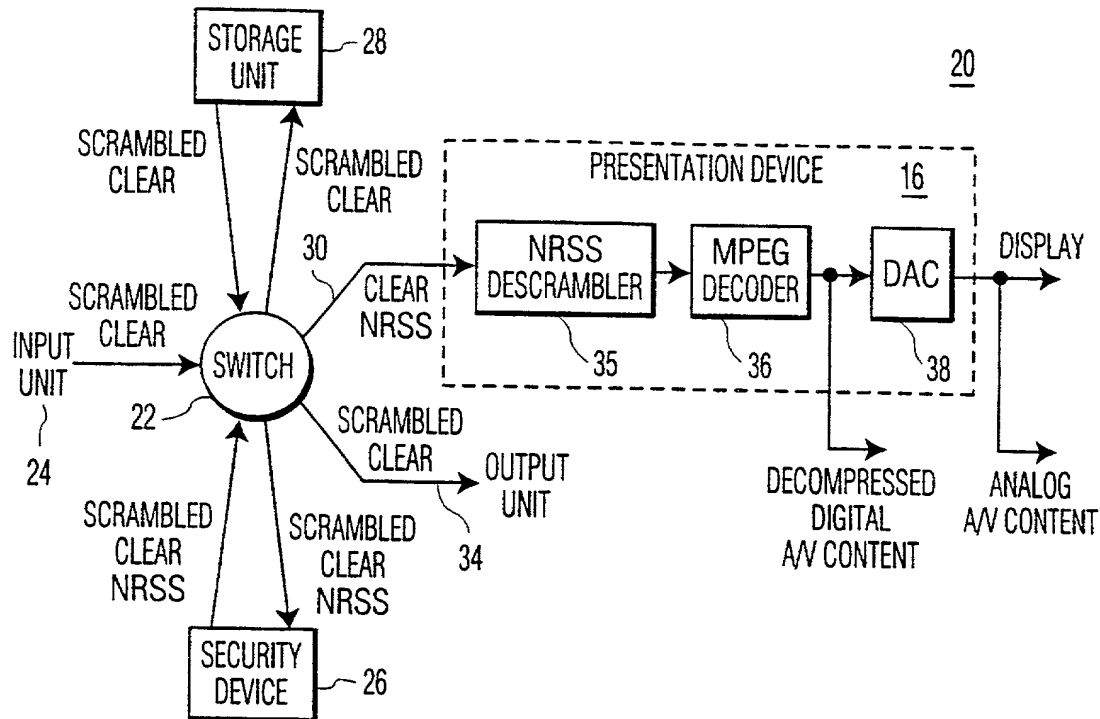 STORAGE
UNIT
28
20
SCRAMBLED
CLEAR
SCRAMBLED
CLEAR
PRESENTATION DEVICE
16
30
CLEAR
NRSS
NRSS
DESCRAMBLER
35
MPEG
DECODER
36
DAC
38
DISPLAY
SCRAMBLED
CLEAR
INPUT
UNIT
24
SWITCH
22
SCRAMBLED
CLEAR
34
OUTPUT
UNIT
DECOMPRESSED
DIGITAL
A/V CONTENT
ANALOG
A/V CONTENT
SCRAMBLED
CLEAR
NRSS
SCRAMBLED
CLEAR
NRSS
SECURITY
DEVICE
26